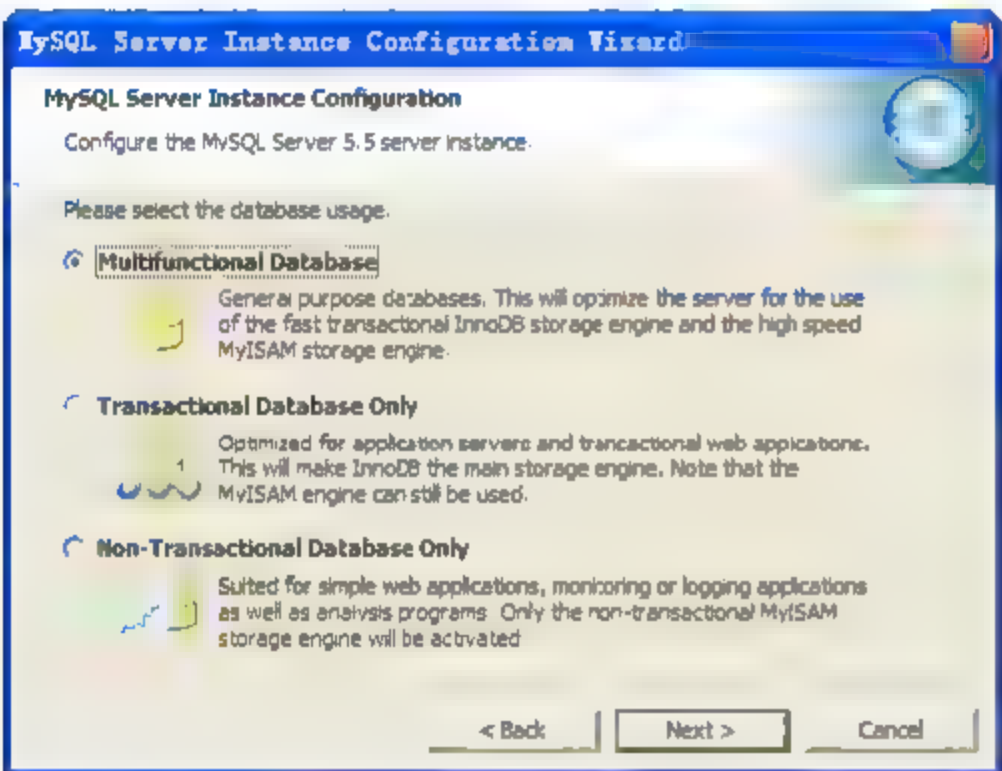 MySQL Server Instance Configuration Wizard
MySQL Server Instance Configuration
Configure the MySQL Server 5.5 server instance.
Please select the database usage.
Multifunctional Database
General purpose databases. This will optimize the server for the use
of the fast transactional InnoDB storage engine and the high speed
MyISAM storage engine.
Transactional Database Only
Optimized for application servers and trancactional web appications.
This will make InnoDB the main storage engine. Note that the
MyISAM engine can still be used.
Non-Transactional Database Only
Suited for simple web applications, monitoring or logging applications
as well as analysis programs. Only the non-transactional MyISAM
storage engine will be activated
< Back
Next >
Cancel